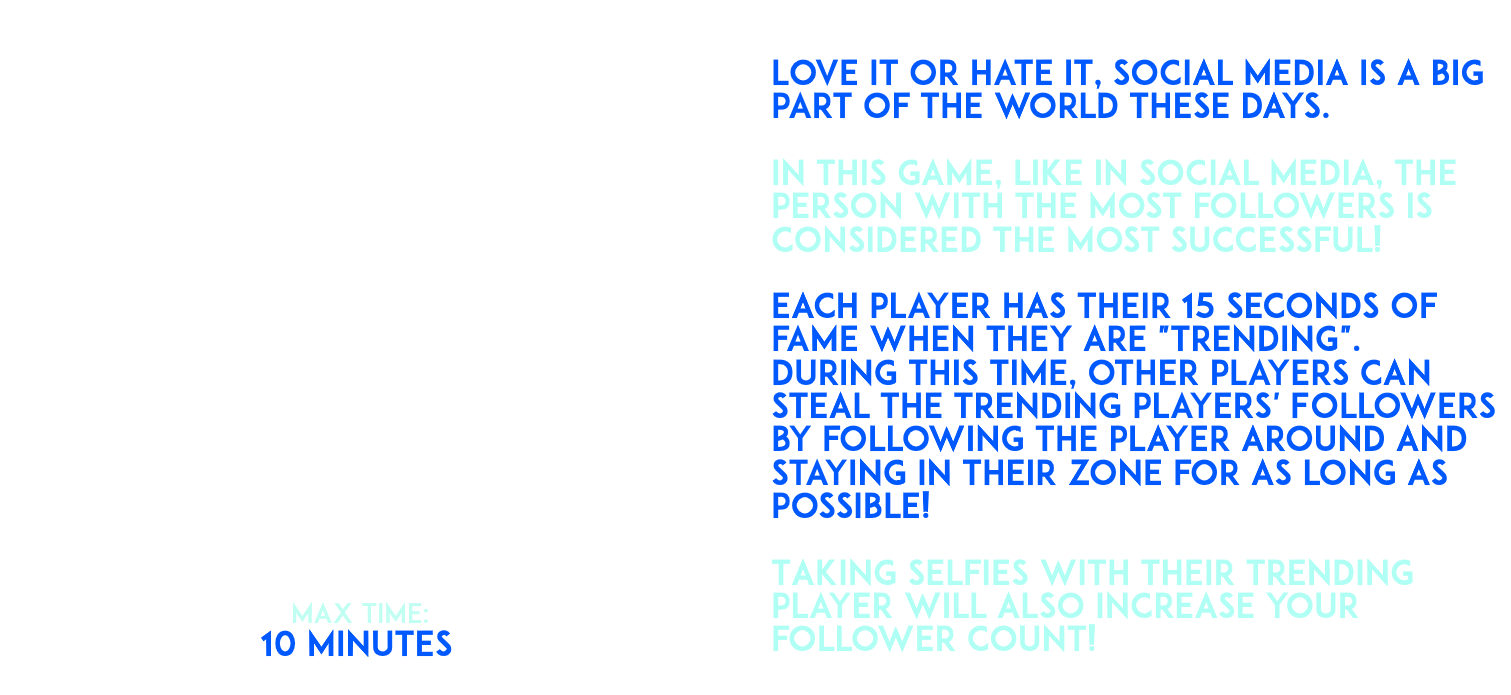 LOVE IT OR HATE IT, SOCIAL MEDIA IS A BIG
PART OF THE WORLD THESE DAYS.
IN THIS GAME, LIKE IN SOCIAL MEDIA, THE
PERSON WITH THE MOST FOLLOWERS IS
CONSIDERED THE MOST SUCCESSFUL!
EACH PLAYER HAS THEIR 15 SECONDS OF
FAME WHEN THEY ARE "TRENDING".
DURING THIS TIME, OTHER PLAYERS CAN
STEAL THE TRENDING PLAYERS' FOLLOWERS
BY FOLLOWING THE PLAYER AROUND AND
STAYING IN THEIR ZONE FOR AS LONG AS
POSSIBLE!
TAKING SELFIES WITH THEIR TRENDING
PLAYER WILL ALSO INCREASE YOUR
FOLLOWER COUNT!
MAX TIME:
10 MINUTES